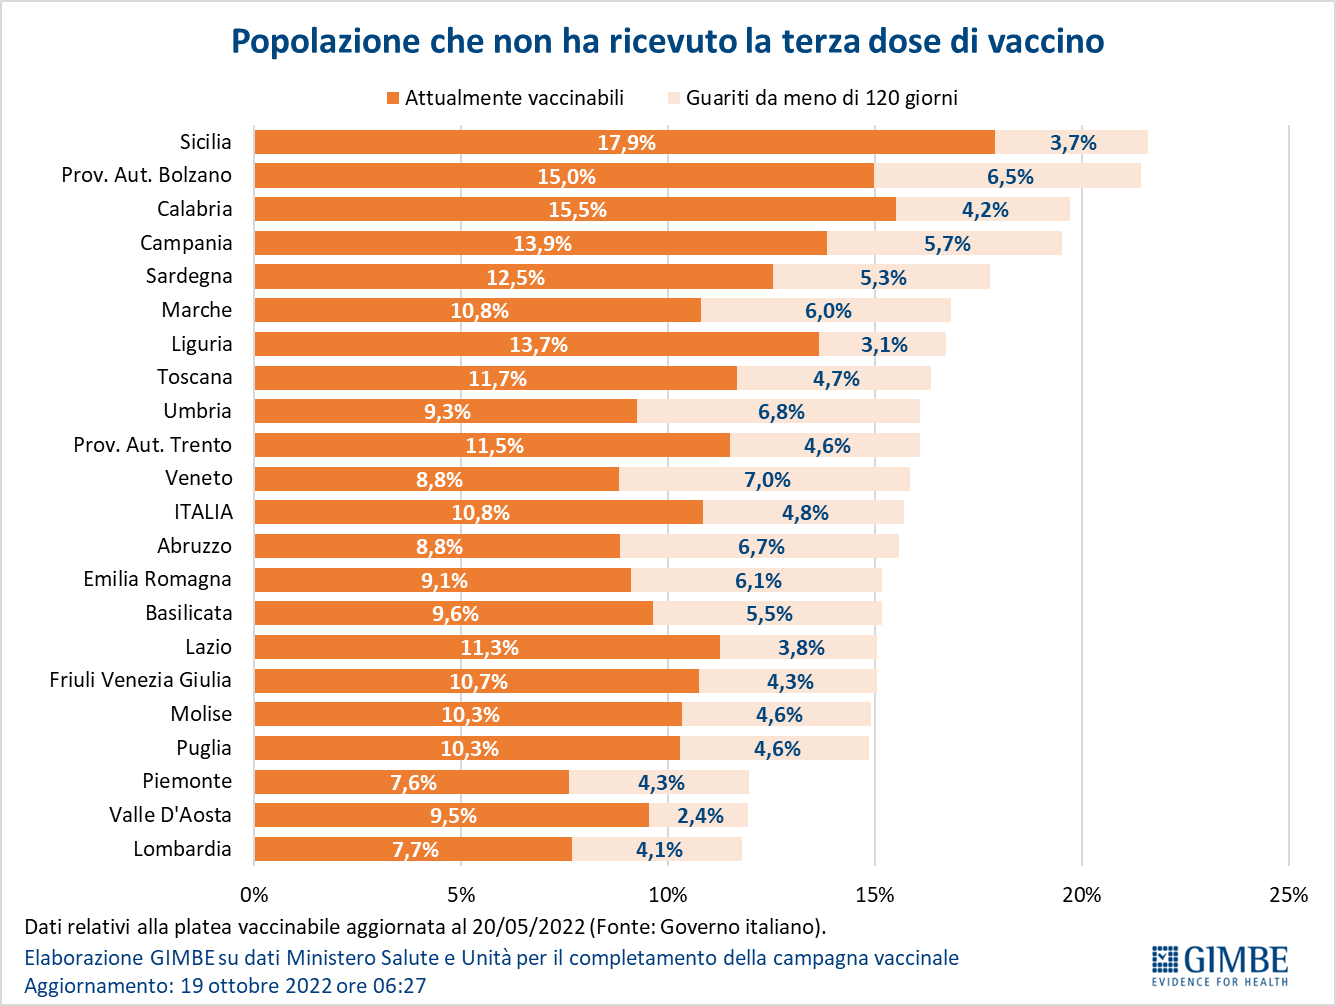 Popolazione che non ha ricevuto la terza dose di vaccino
Attualmente vaccinabili Guariti da meno di 120 giorni
Sicilia 17,9% 3,7%
Prov. Aut. Bolzano 15,0% 6,5%
Calabria 15,5% 4,2%
Campania 13,9% 5,7%
Sardegna 12,5% 5,3%
Marche 10,8% 6,0%
Liguria 13,7% 3,1%
Toscana 11,7% 4,7%
Umbria 9,3% 6,8%
Prov. Aut. Trento 11,5% 4,6%
Veneto 8,8% 7,0%
ITALIA 10,8% 4,8%
Abruzzo 8,8% 6,7%
Emilia Romagna 9,1% 6,1%
Basilicata 9,6% 5,5%
Lazio 11,3% 3,8%
Friuli Venezia Giulia 10,7% 4,3%
Molise 10,3% 4,6%
Puglia 10,3% 4,6%
Piemonte 7,6% 4,3%
Valle D'Aosta 9,5% 2,4%
Lombardia 7,7% 4,1%
0% 5% 10% 15% 20% 25%
Dati relativi alla platea vaccinabile aggiornata al 20/05/2022 (Fonte: Governo italiano).
Elaborazione GIMBE su dati Ministero Salute e Unità per il completamento della campagna vaccinale
Aggiornamento: 19 ottobre 2022 ore 06:27
GIMBE
EVIDENCE FOR HEALTH